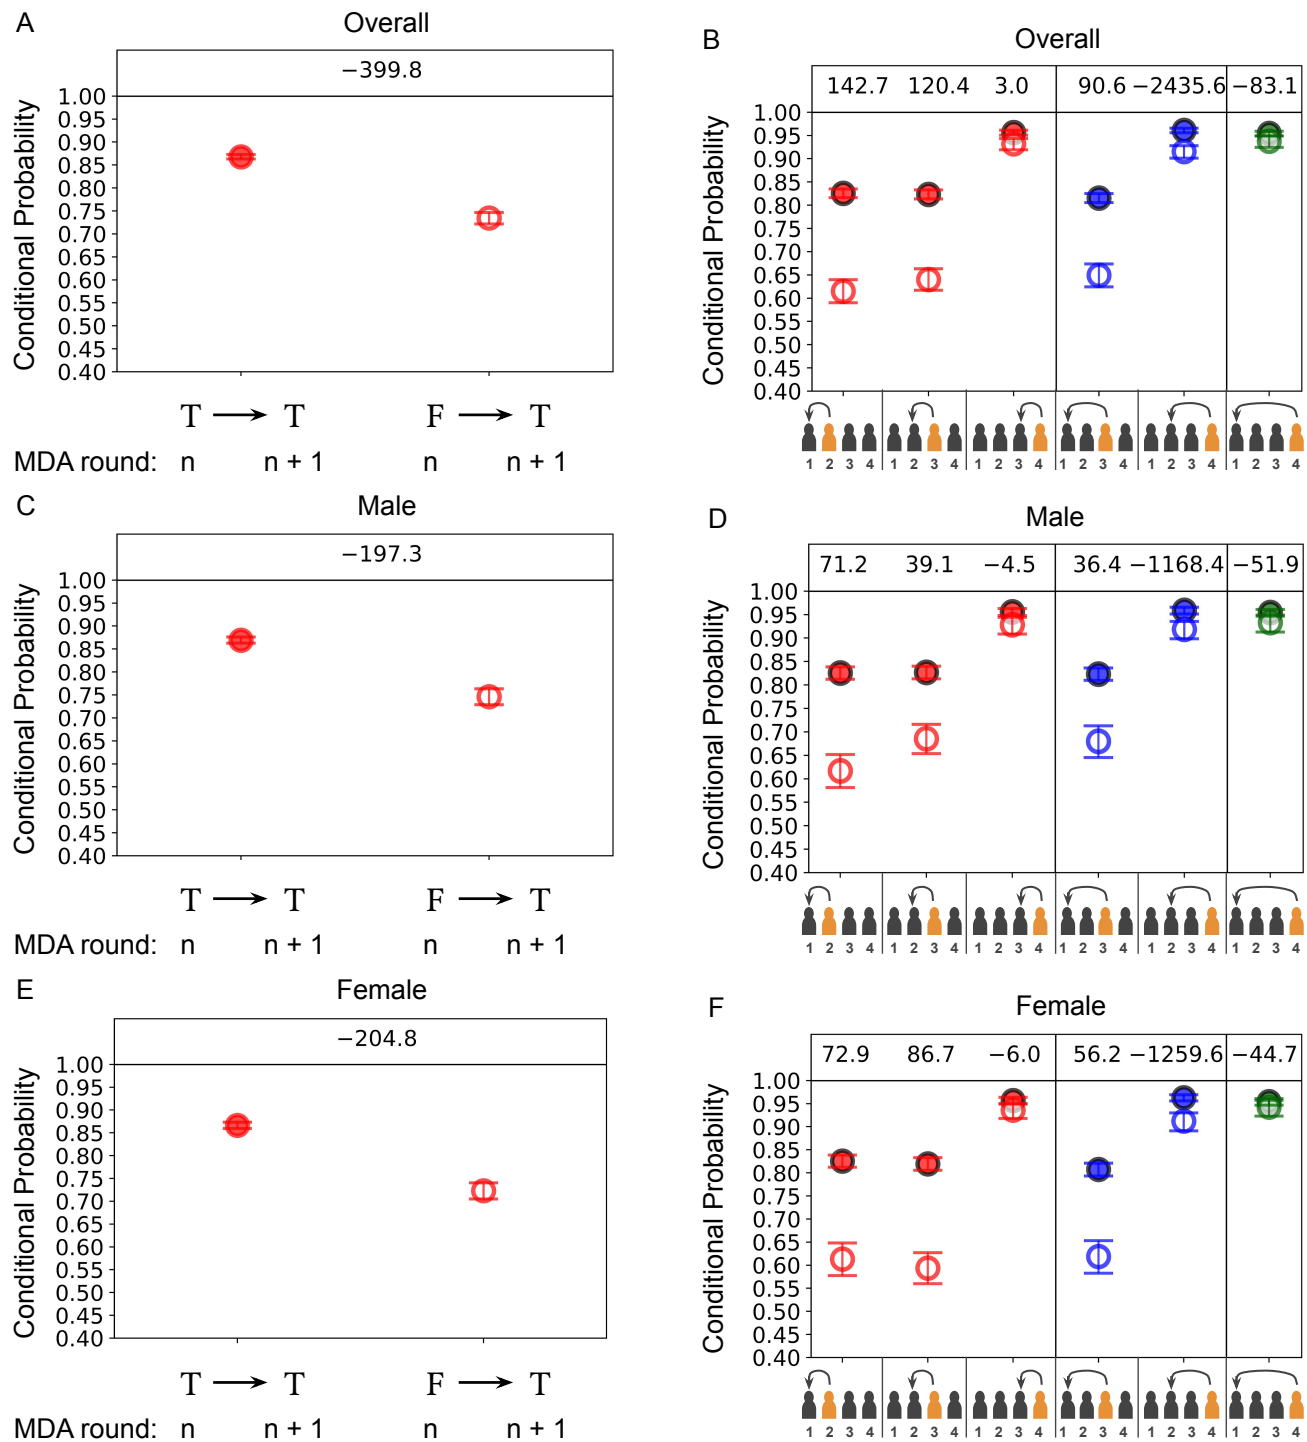 A
Overall
−399.8
Conditional Probability
1.00
0.95
0.90
0.85
0.80
0.75
0.70
0.65
0.60
0.55
0.50
0.45
0.40
T T F T
MDA round: n n + 1 n n + 1
B
Overall
142.7 120.4 3.0 90.6 −2435.6 −83.1
Conditional Probability
1.00
0.95
0.90
0.85
0.80
0.75
0.70
0.65
0.60
0.55
0.50
0.45
0.40
1 2 3 4 1 2 3 4 1 2 3 4 1 2 3 4 1 2 3 4 1 2 3 4
C
Male
−197.3
Conditional Probability
1.00
0.95
0.90
0.85
0.80
0.75
0.70
0.65
0.60
0.55
0.50
0.45
0.40
T T F T
MDA round: n n + 1 n n + 1
D
Male
71.2 39.1 −4.5 36.4 −1168.4 −51.9
Conditional Probability
1.00
0.95
0.90
0.85
0.80
0.75
0.70
0.65
0.60
0.55
0.50
0.45
0.40
1 2 3 4 1 2 3 4 1 2 3 4 1 2 3 4 1 2 3 4 1 2 3 4
E
Female
−204.8
Conditional Probability
1.00
0.95
0.90
0.85
0.80
0.75
0.70
0.65
0.60
0.55
0.50
0.45
0.40
T T F T
MDA round: n n + 1 n n + 1
F
Female
72.9 86.7 −6.0 56.2 −1259.6 −44.7
Conditional Probability
1.00
0.95
0.90
0.85
0.80
0.75
0.70
0.65
0.60
0.55
0.50
0.45
0.40
1 2 3 4 1 2 3 4 1 2 3 4 1 2 3 4 1 2 3 4 1 2 3 4